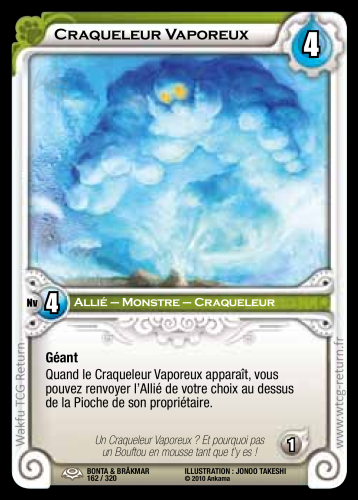 CRAQUELEUR VAPOREUX
4
Nv 4 ALLIÉ – MONSTRE – CRAQUELEUR
Géant
Quand le Craqueleur Vaporeux apparaît, vous
pouvez renvoyer l'Allié de votre choix au dessus
de la Pioche de son propriétaire.
Un Craqueleur Vaporeux ? Et pourquoi pas
un Bouftou en mousse tant que t'y es !
1
BONTA & BRÂKMAR
162 / 320
ILLUSTRATION : JONOO TAKESHI
© 2010 Ankama
Wakfu TCG Return
www.wtcg-return.fr